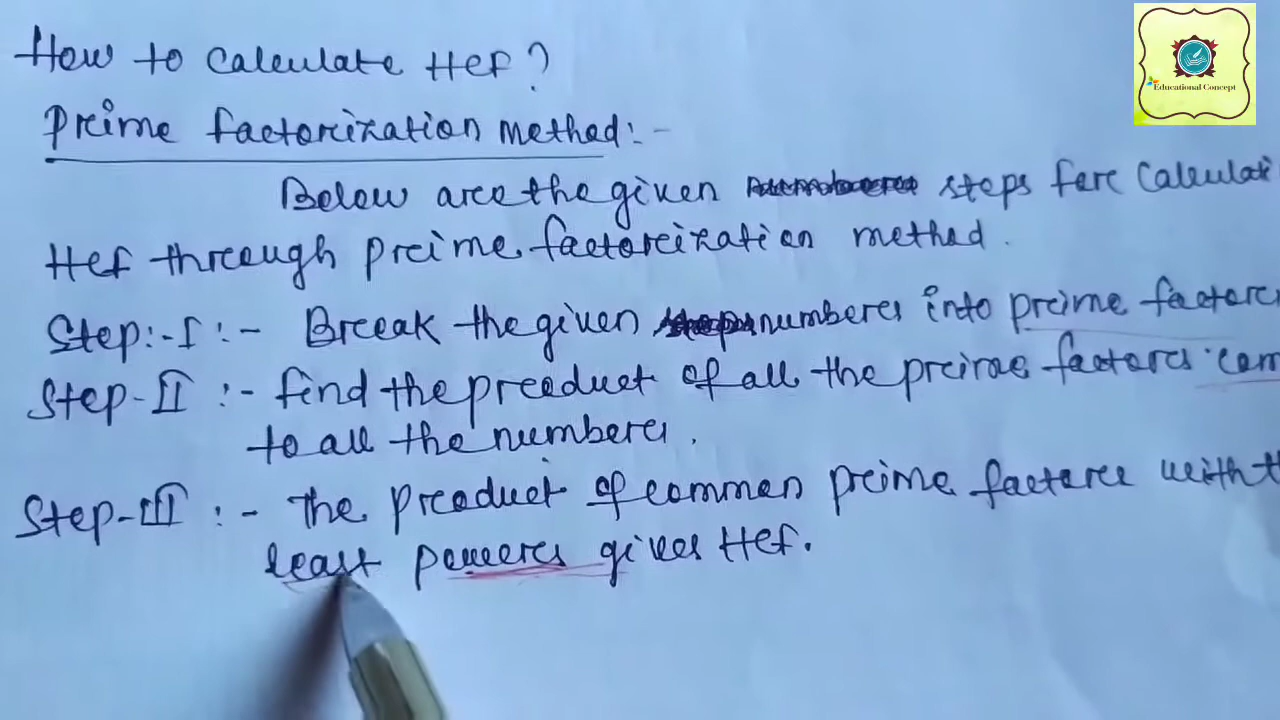 How to calculate HCF?
Educational Concept
Prime factorization method:-
Below are the given steps for Calculati
HCF through prime factorization method.
Step:-I :- Break the given numbers into prime factors
Step-II :- find the product of all the prime factors com
to all the numbers.
Step-III :- The product of common prime factors with t
least powers gives HCF.